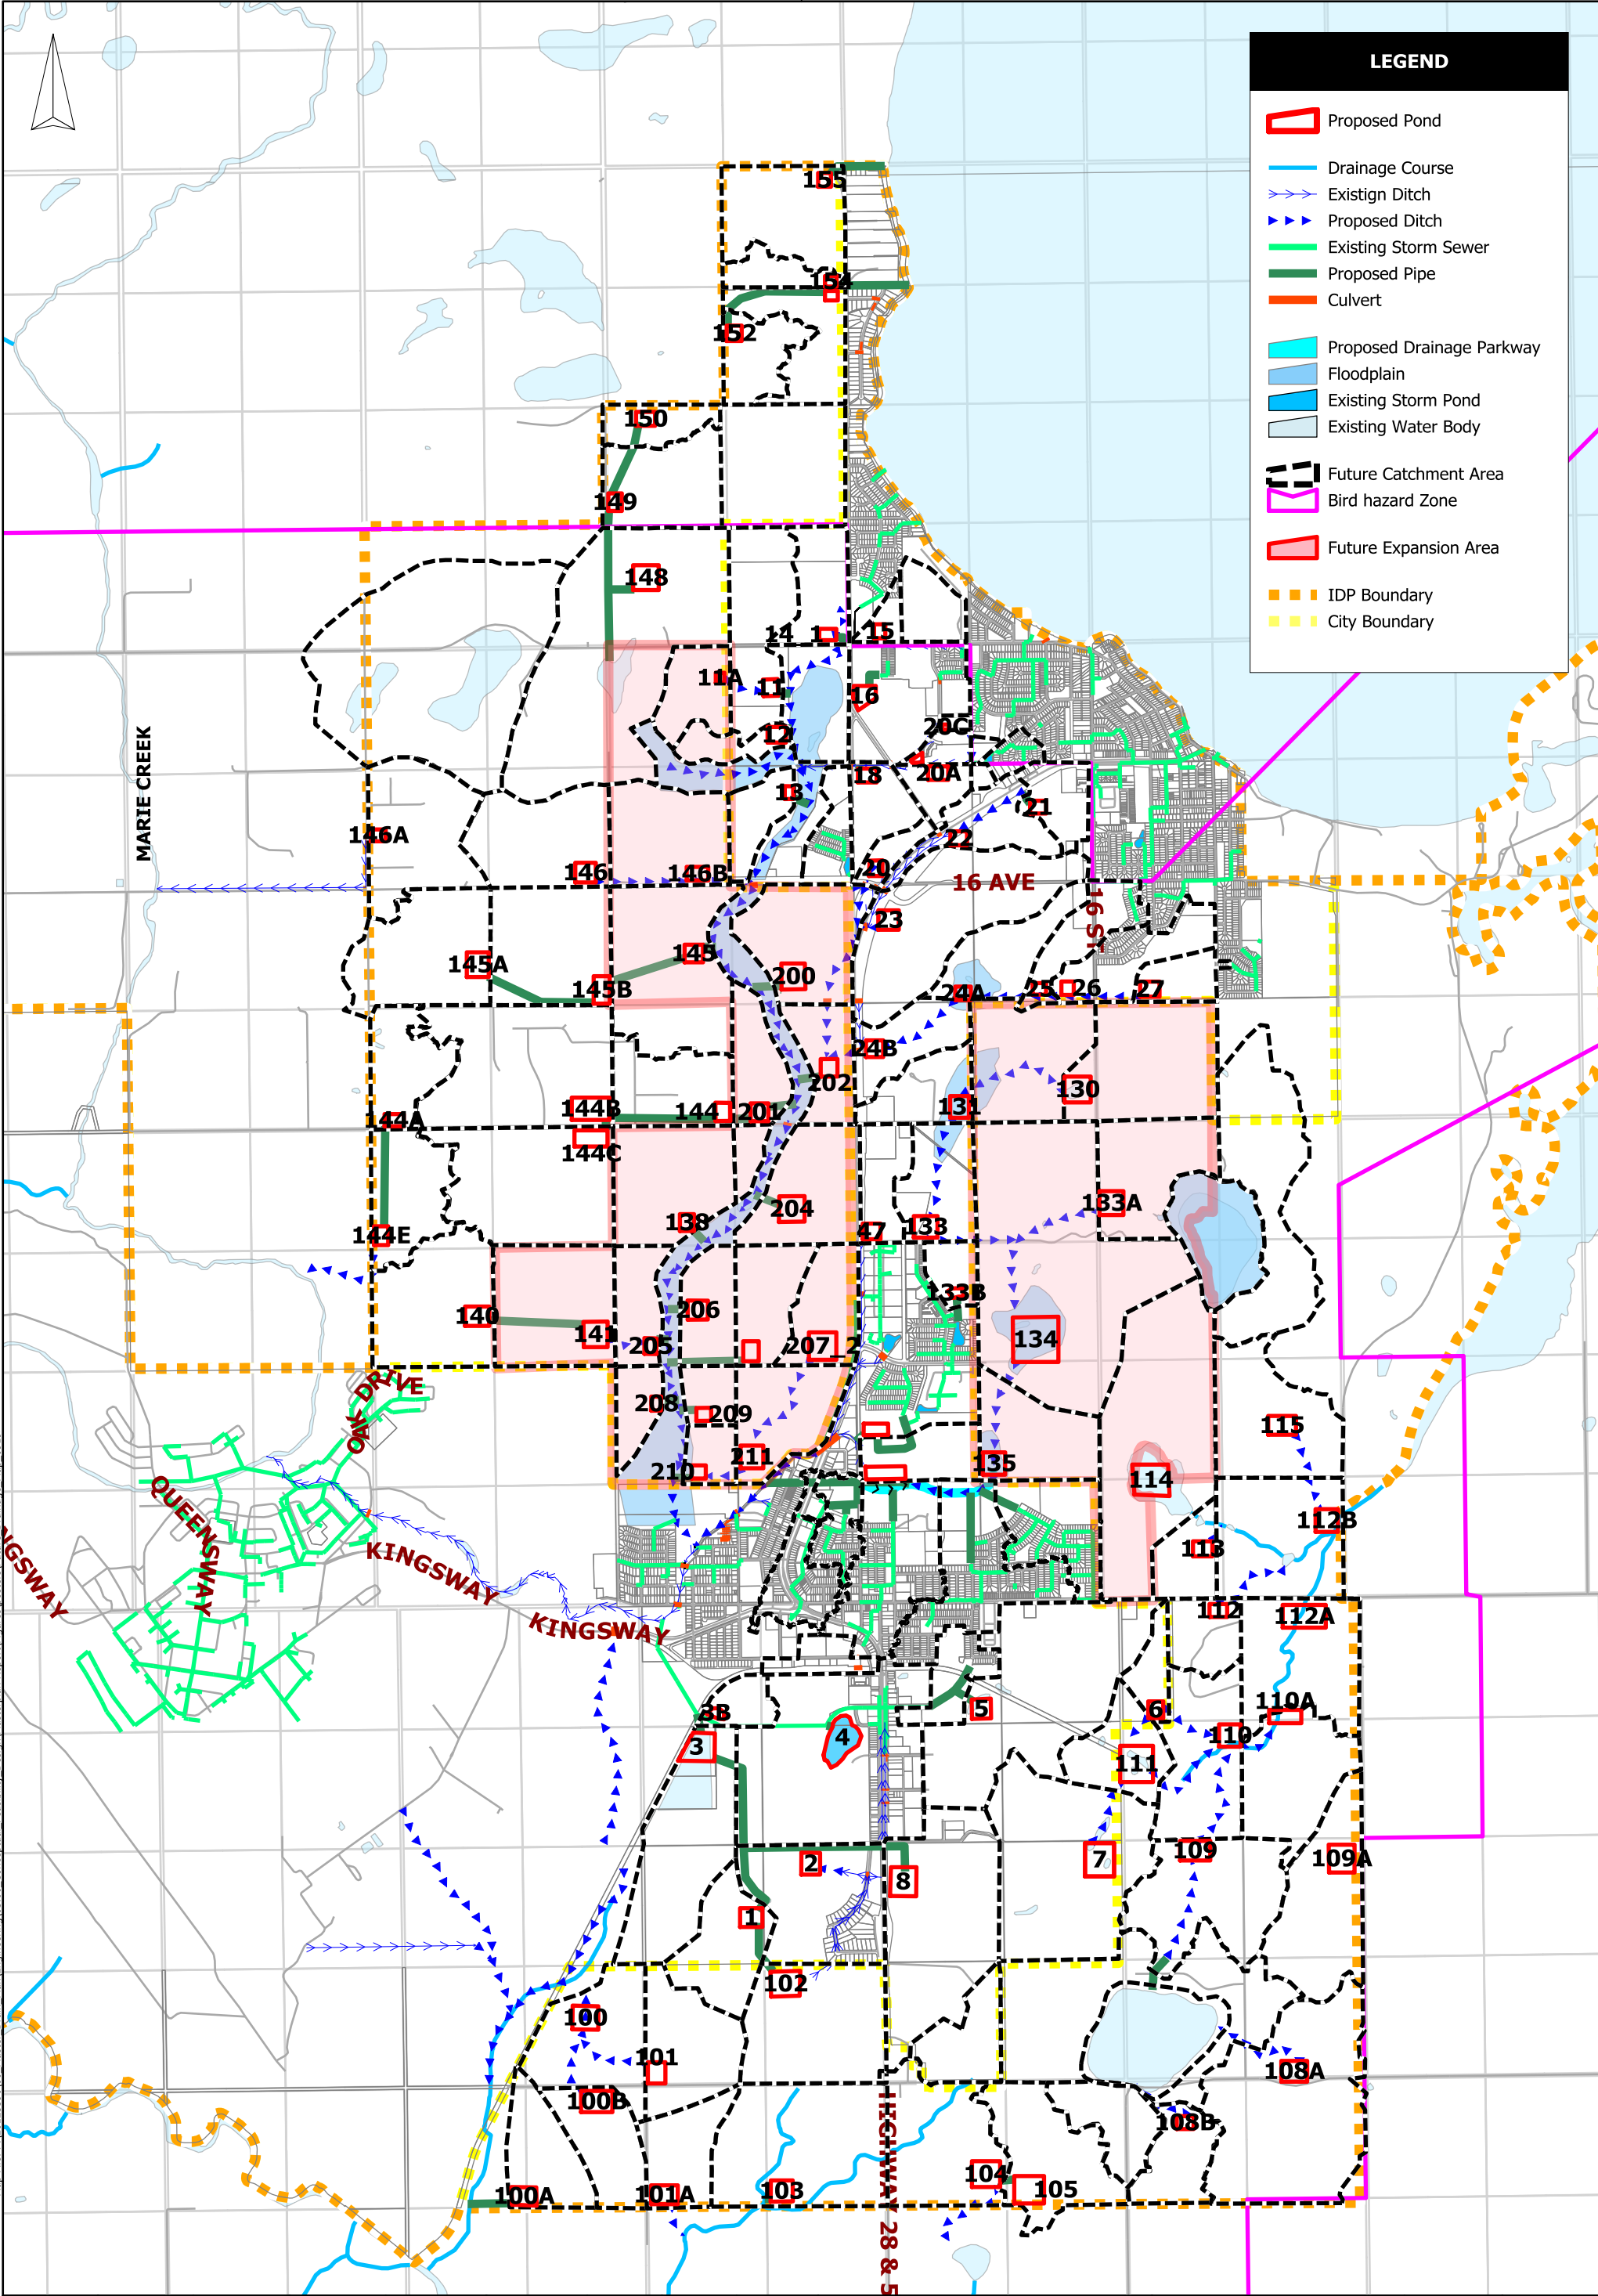 LEGEND
Proposed Pond
Drainage Course
Existign Ditch
Proposed Ditch
Existing Storm Sewer
Proposed Pipe
Culvert
Proposed Drainage Parkway
Floodplain
Existing Storm Pond
Existing Water Body
Future Catchment Area
Bird hazard Zone
Future Expansion Area
IDP Boundary
City Boundary
155
154
152
150
149
148
14
15
11A
11
16
12
20C
18
20A
13
21
146A
22
146
146B
20
16 AVE
MARIE CREEK
16 ST
23
145
145A
200
145B
24A
25
26
27
24B
202
130
144B
144
201
131
144A
144C
133A
204
138
133
47
144E
133B
206
140
141
205
207_2
134
208
209
115
211
210
135
114
OAK DRIVE
QUEENSWAY
KINGSWAY
KINGSWAY
112B
113
112
112A
3B
5
6
110A
3
4
110
111
2
8
7
109
109A
1
102
100
101
100B
108A
108B
104
105
100A
101A
103
HIGHWAY 28 & 5